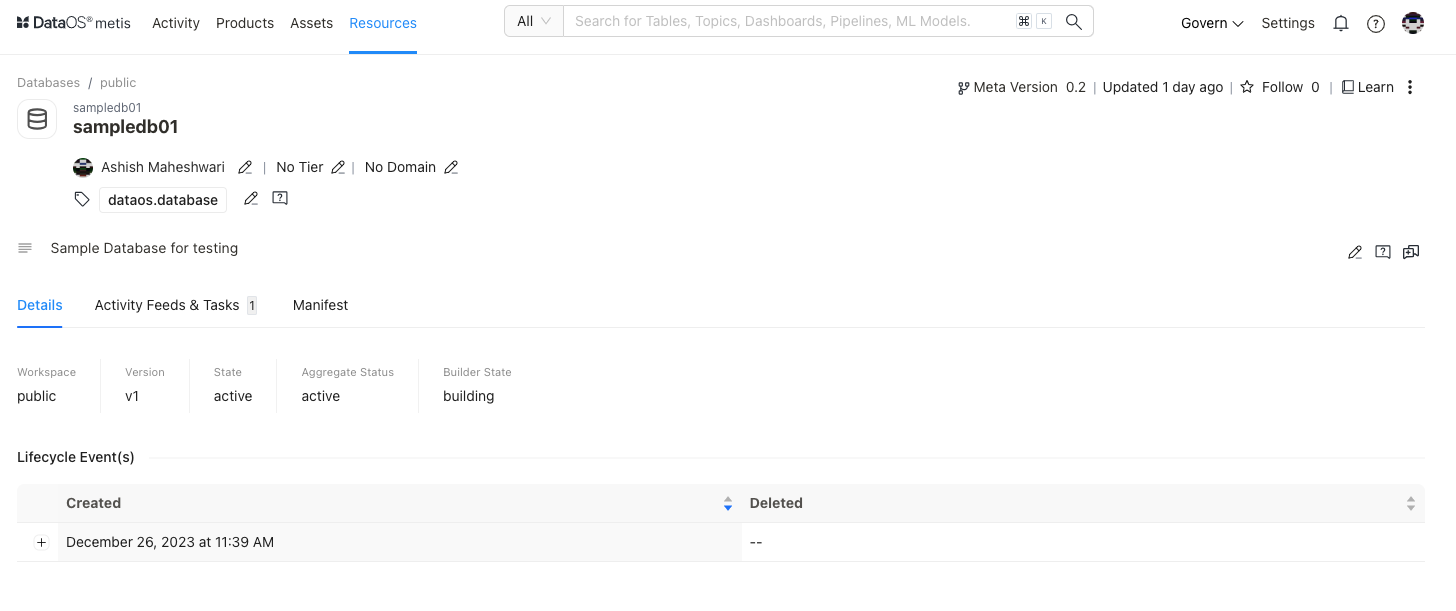 DataOS® metis Activity Products Assets Resources All Search for Tables, Topics, Dashboards, Pipelines, ML Models. ⌘ K Govern Settings ?
Databases / public
Meta Version 0.2 | Updated 1 day ago | Follow 0 | Learn
sampledb01
sampledb01
Ashish Maheshwari | No Tier | No Domain
dataos.database ?
Sample Database for testing ?
Details Activity Feeds & Tasks 1 Manifest
Workspace Version State Aggregate Status Builder State
public v1 active active building
Lifecycle Event(s)
Created Deleted
+ December 26, 2023 at 11:39 AM --